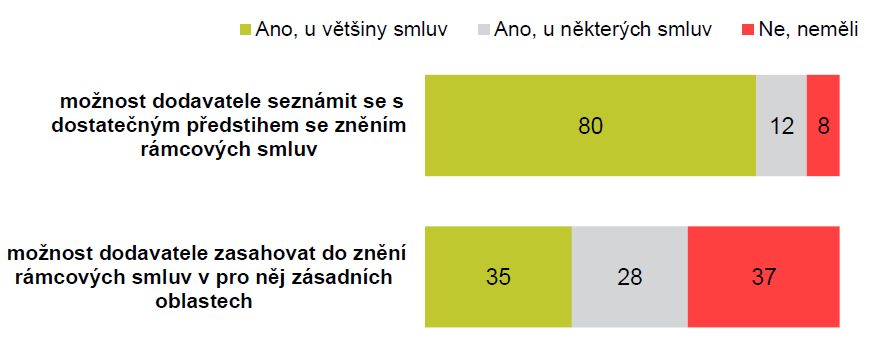 Ano, u většiny smluv Ano, u některých smluv Ne, neměli
možnost dodavatele seznámit se s
dostatečným předstihem se zněním
rámcových smluv
80 12 8
možnost dodavatele zasahovat do znění
rámcových smluv v pro něj zásadních
oblastech
35 28 37